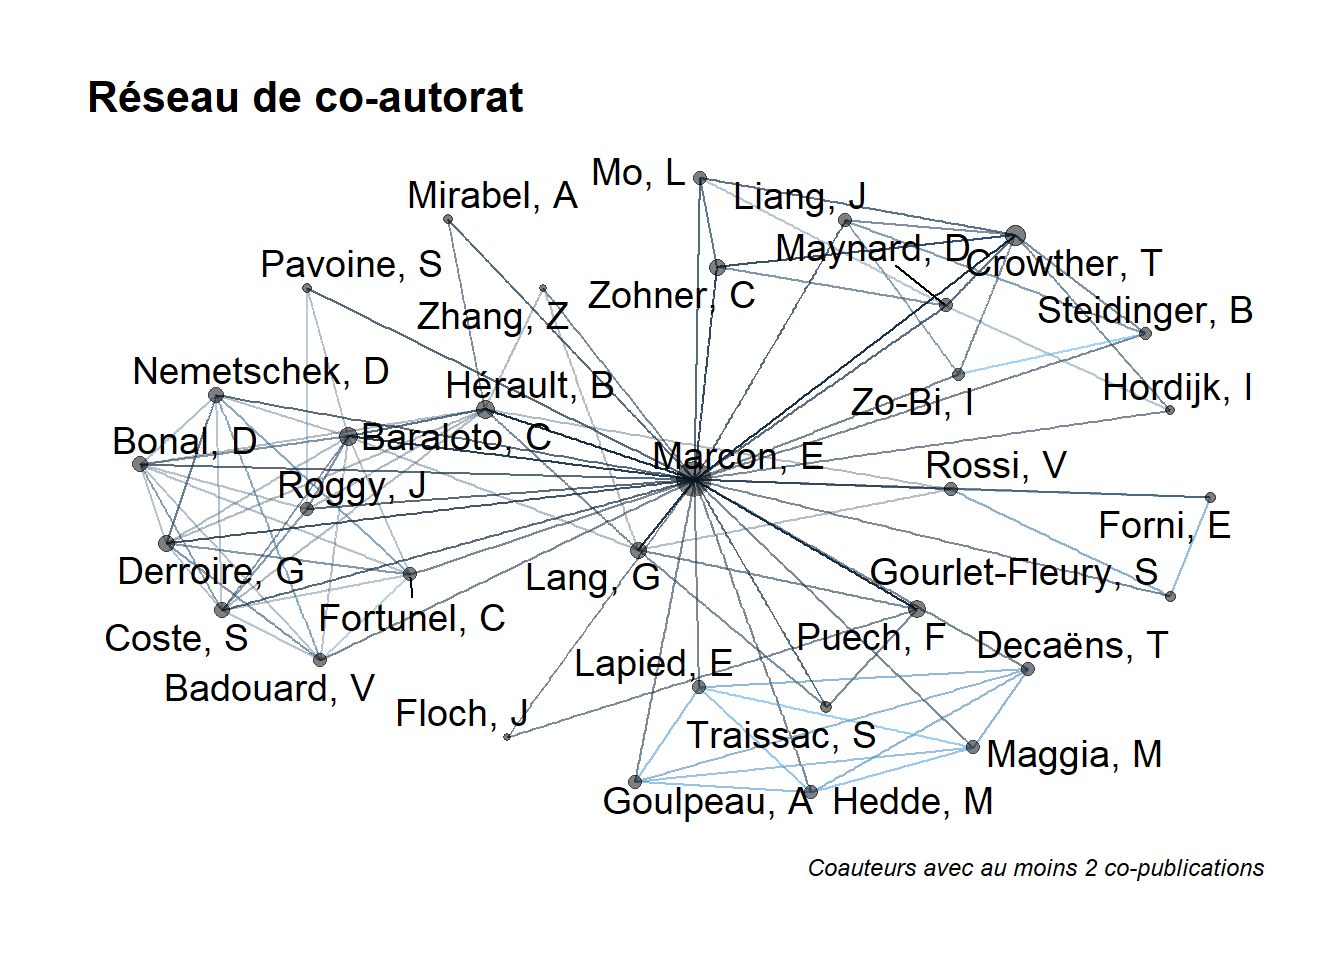 Réseau de co-autorat
Mo, L
Mirabel, A
Liang, J
Maynard, D
Crowther, T
Pavoine, S
Zohner, C
Steidinger, B
Zhang, Z
Nemetschek, D
Hérault, B
Hordijk, I
Zo-Bi, I
Bonal, D
Baraloto, C
Marcon, E
Rossi, V
Roggy, J
Forni, E
Derroire, G
Lang, G
Gourlet-Fleury, S
Fortunel, C
Coste, S
Puech, F
Decaëns, T
Lapied, E
Badouard, V
Floch, J
Traissac, S
Maggia, M
Goulpeau, A
Hedde, M
Coauteurs avec au moins 2 co-publications